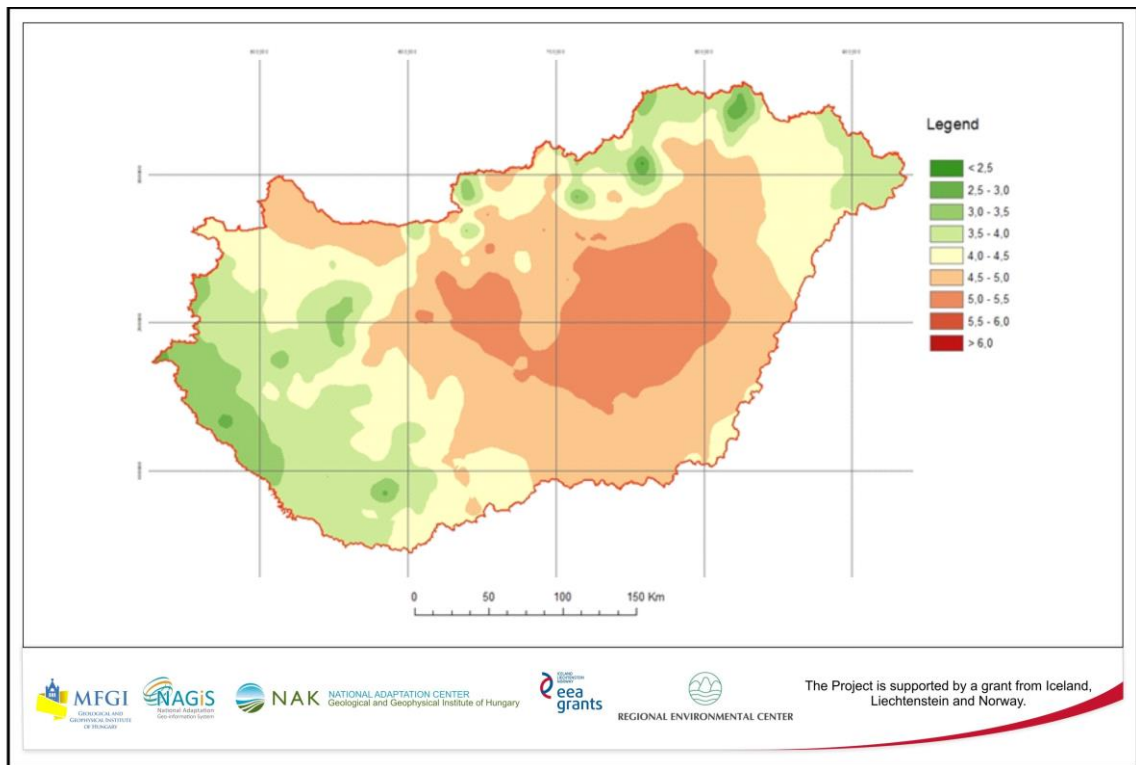 Legend
< 2,5
2,5 - 3,0
3,0 - 3,5
3,5 - 4,0
4,0 - 4,5
4,5 - 5,0
5,0 - 5,5
5,5 - 6,0
> 6,0
0 50 100 150 Km
MFGI
GEOLOGICAL AND
GEOPHYSICAL INSTITUTE
OF HUNGARY
NAGiS
National Adaptation
Geo-information System
NAK
NATIONAL ADAPTATION CENTER
Geological and Geophysical Institute of Hungary
ICELAND
LIECHTENSTEIN
NORWAY
eea
grants
REGIONAL ENVIRONMENTAL CENTER
The Project is supported by a grant from Iceland,
Liechtenstein and Norway.